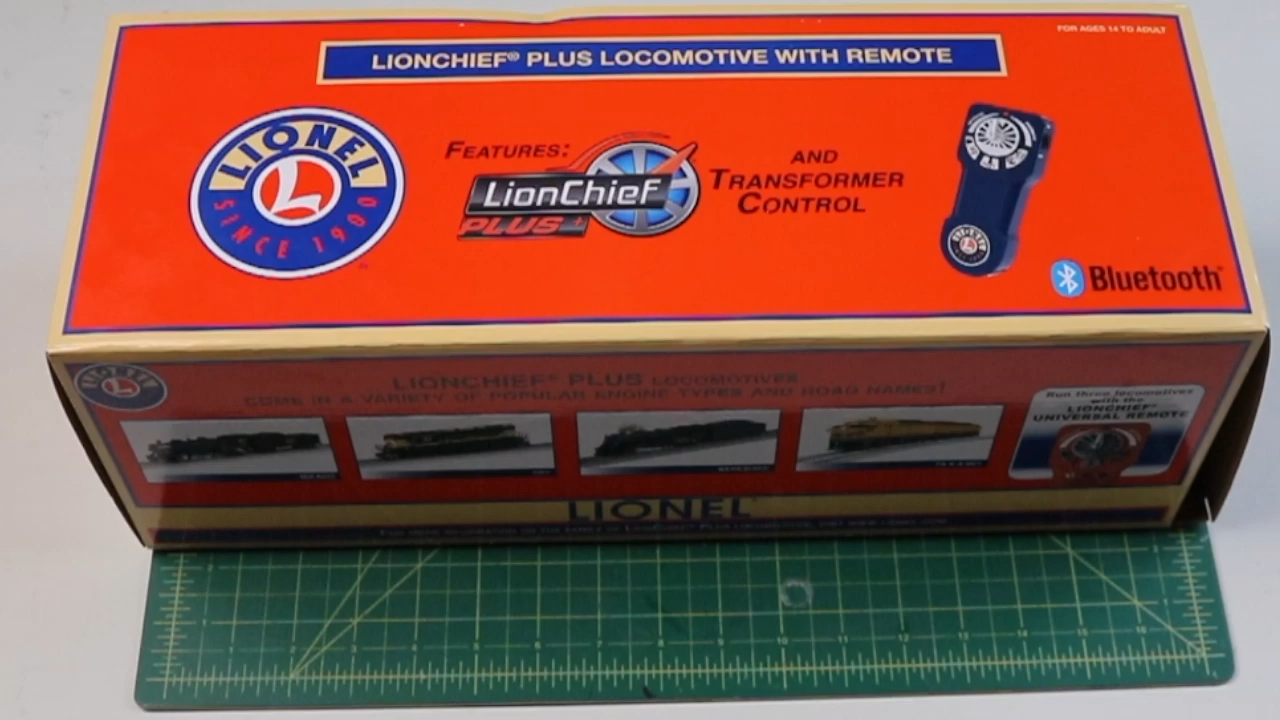 FOR AGES 14 TO ADULT
LIONCHIEF® PLUS LOCOMOTIVE WITH REMOTE
LIONEL
L
SINCE 1900
FEATURES:
LIONCHIEF
PLUS+
AND
TRANSFORMER
CONTROL
Bluetooth
LIONCHIEF® PLUS LOCOMOTIVES
COME IN A VARIETY OF POPULAR ENGINE TYPES AND ROAD NAMES!
Run three locomotives
with the
LIONCHIEF™
UNIVERSAL REMOTE
LIONEL